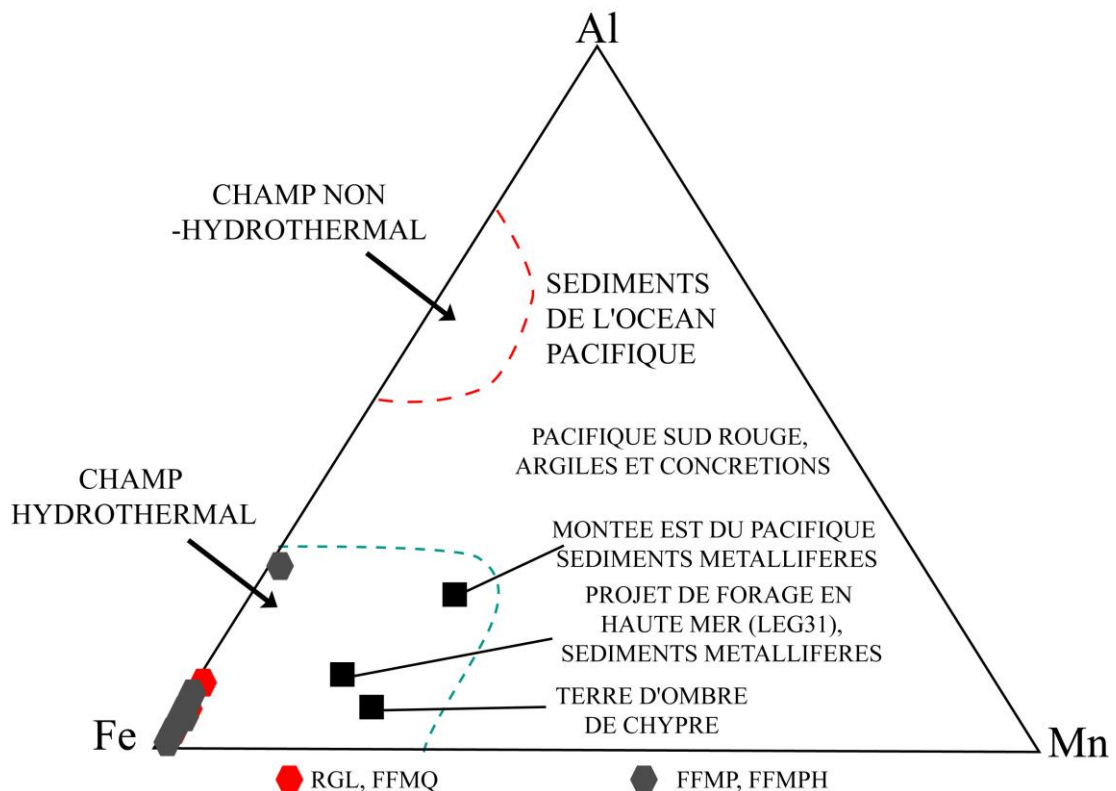 Al
CHAMP NON
-HYDROTHERMAL
SEDIMENTS
DE L'OCEAN
PACIFIQUE
PACIFIQUE SUD ROUGE,
ARGILES ET CONCRETIONS
CHAMP
HYDROTHERMAL
MONTEE EST DU PACIFIQUE
SEDIMENTS METALLIFERES
PROJET DE FORAGE EN
HAUTE MER (LEG31),
SEDIMENTS METALLIFERES
TERRE D'OMBRE
DE CHYPRE
Fe
Mn
RGL, FFMQ
FFMP, FFMPH